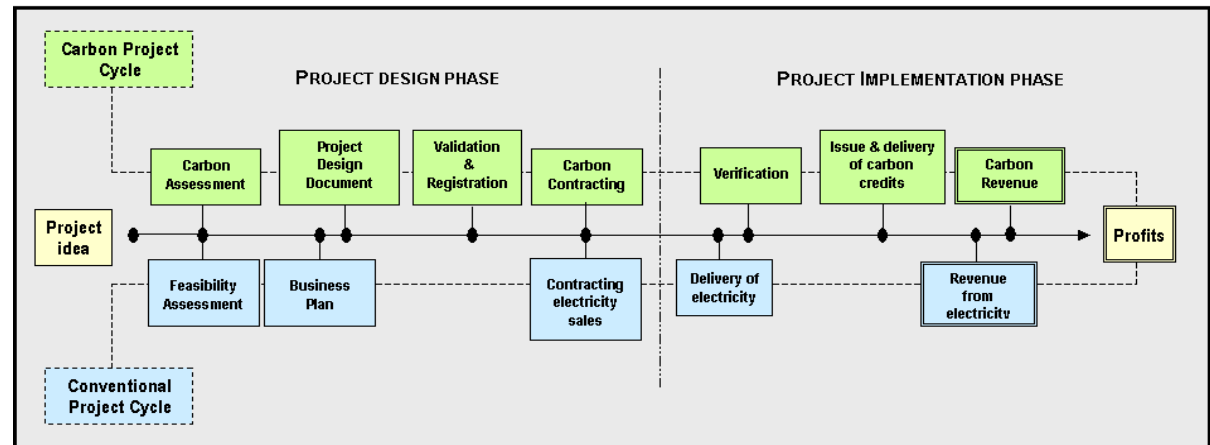 Carbon Project
Cycle
PROJECT DESIGN PHASE
PROJECT IMPLEMENTATION PHASE
Carbon
Assessment
Project
Design
Document
Validation
&
Registration
Carbon
Contracting
Verification
Issue & delivery
of carbon
credits
Carbon
Revenue
Project
idea
Profits
Feasibility
Assessment
Business
Plan
Contracting
electricity
sales
Delivery of
electricity
Revenue
from
electricity
Conventional
Project Cycle